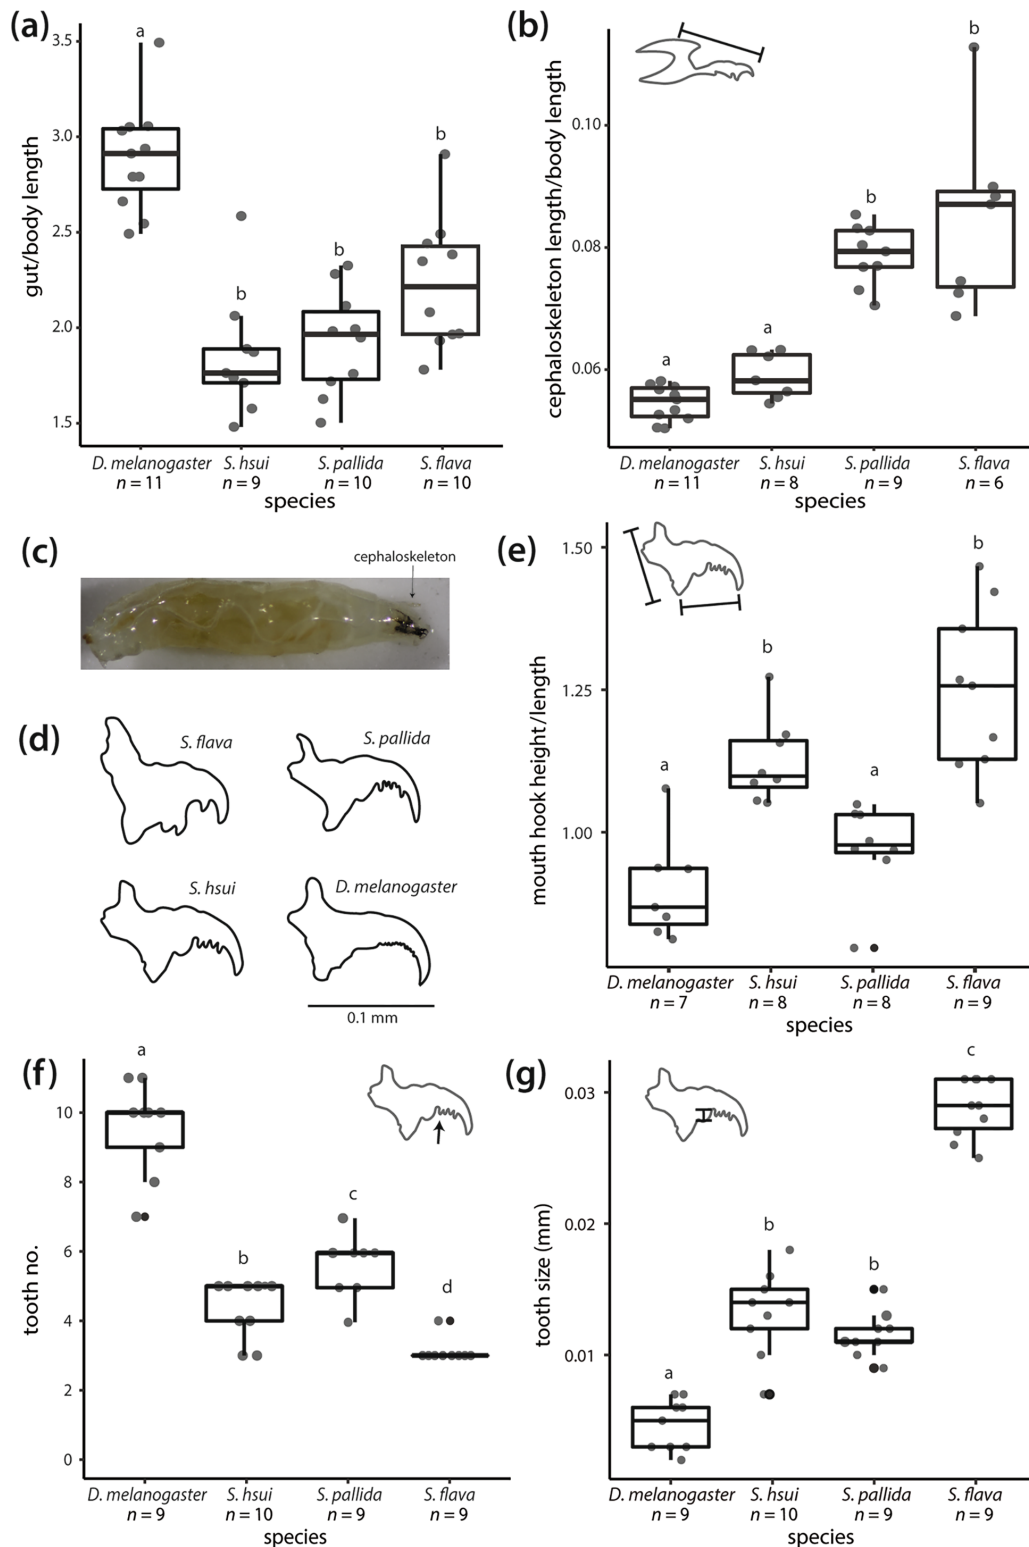 (a)
gut/body length
3.5
3.0
2.5
2.0
1.5
a
b
b
b
D. melanogaster S. hsui S. pallida S. flava
n = 11 n = 9 n = 10 n = 10
species
(b)
cephaloskeleton length/body length
0.10
0.08
0.06
a
a
b
b
D. melanogaster S. hsui S. pallida S. flava
n = 11 n = 8 n = 9 n = 6
species
(c)
cephaloskeleton
(d)
S. flava
S. pallida
S. hsui
D. melanogaster
0.1 mm
(e)
mouth hook height/length
1.50
1.25
1.00
a
b
a
b
D. melanogaster S. hsui S. pallida S. flava
n = 7 n = 8 n = 8 n = 9
species
(f)
tooth no.
10
8
6
4
2
0
a
b
c
d
D. melanogaster S. hsui S. pallida S. flava
n = 9 n = 10 n = 9 n = 9
species
(g)
tooth size (mm)
0.03
0.02
0.01
a
b
b
c
D. melanogaster S. hsui S. pallida S. flava
n = 9 n = 10 n = 9 n = 9
species